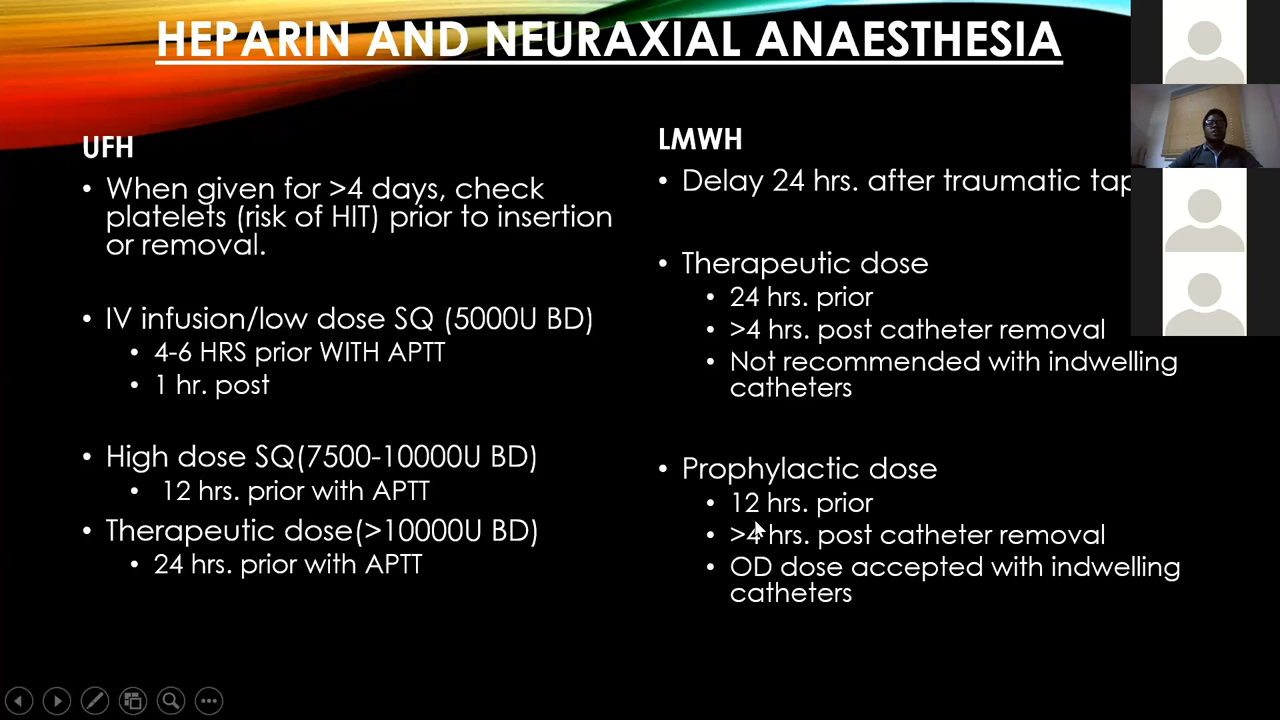 HEPARIN AND NEURAXIAL ANAESTHESIA
UFH
• When given for >4 days, check
platelets (risk of HIT) prior to insertion
or removal.
• IV infusion/low dose SQ (5000U BD)
• 4-6 HRS prior WITH APTT
• 1 hr. post
• High dose SQ(7500-10000U BD)
• 12 hrs. prior with APTT
• Therapeutic dose(>10000U BD)
• 24 hrs. prior with APTT
LMWH
• Delay 24 hrs. after traumatic tap
• Therapeutic dose
• 24 hrs. prior
• >4 hrs. post catheter removal
• Not recommended with indwelling
catheters
• Prophylactic dose
• 12 hrs. prior
• >4 hrs. post catheter removal
• OD dose accepted with indwelling
catheters